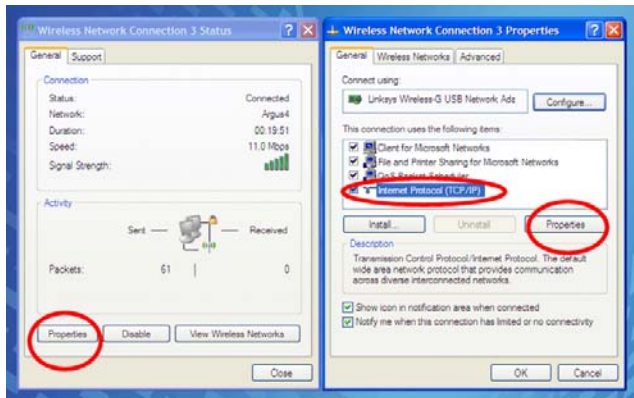 Wireless Network Connection 3 Status
General Support
Connection
Status: Connected
Network: Argus4
Duration: 00:19:51
Speed: 11.0 Mbps
Signal Strength:
Activity
Sent Received
Packets: 61 0
Properties Disable View Wireless Networks
Close
Wireless Network Connection 3 Properties
General Wireless Networks Advanced
Connect using:
Linksys Wireless-G USB Network Ada
Configure...
This connection uses the following items:
Client for Microsoft Networks
File and Printer Sharing for Microsoft Networks
QoS Packet Scheduler
Internet Protocol (TCP/IP)
Install... Uninstall Properties
Description
Transmission Control Protocol/Internet Protocol. The default
wide area network protocol that provides communication
across diverse interconnected networks.
Show icon in notification area when connected
Notify me when this connection has limited or no connectivity
OK Cancel